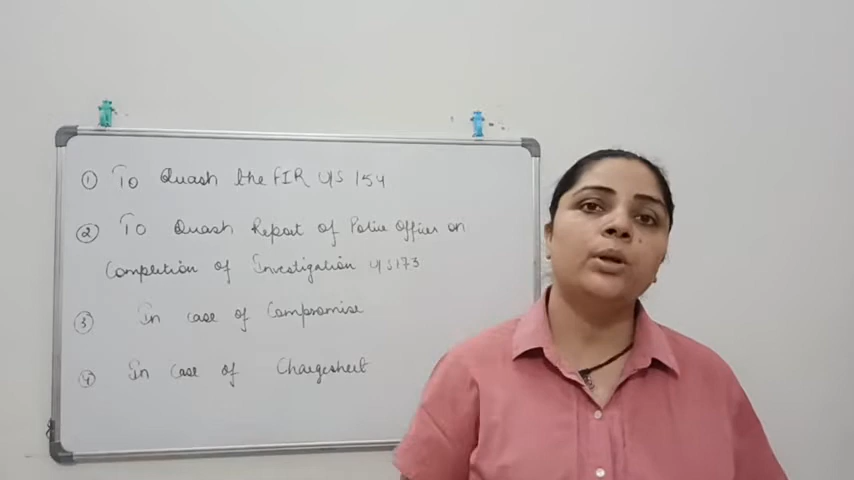 ① To Quash the FIR U/S 154
② To Quash Report of Police Officer on
Completion of Investigation U/S 173
③ In case of Compromise
④ In case of Chargesheet